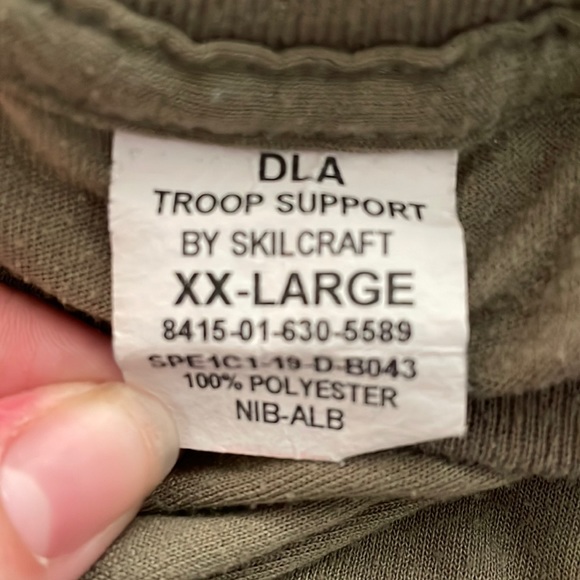 DLA
TROOP SUPPORT
BY SKILCRAFT
XX-LARGE
8415-01-630-5589
SPE1C1-19-D-B043
100% POLYESTER
NIB-ALB